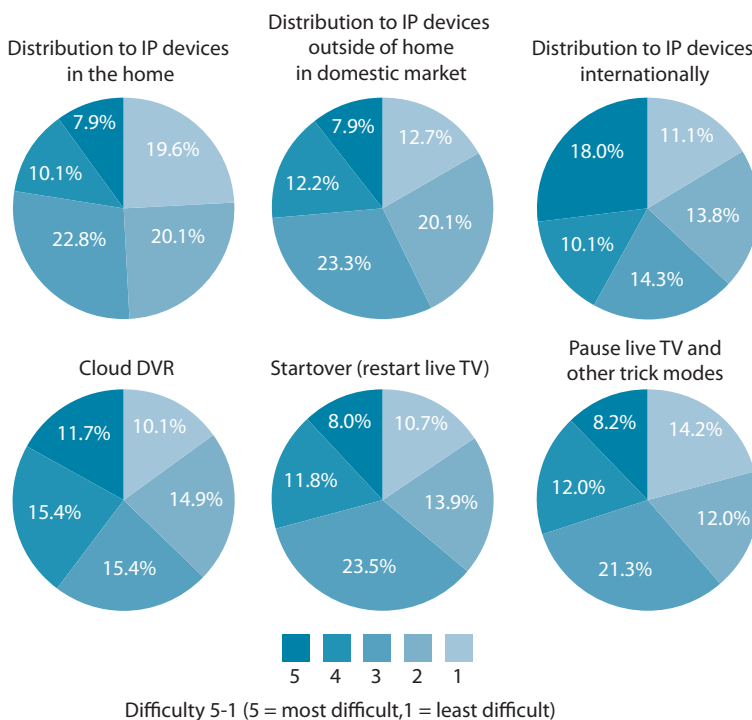 Distribution to IP devices
in the home
Distribution to IP devices
outside of home
in domestic market
Distribution to IP devices
internationally
7.9%
19.6%
10.1%
22.8%
20.1%
7.9%
12.7%
12.2%
20.1%
23.3%
18.0%
11.1%
13.8%
10.1%
14.3%
Cloud DVR
Startover (restart live TV)
Pause live TV and
other trick modes
11.7%
10.1%
14.9%
15.4%
15.4%
8.0%
10.7%
11.8%
13.9%
23.5%
8.2%
14.2%
12.0%
12.0%
21.3%
5 4 3 2 1
Difficulty 5-1 (5 = most difficult,1 = least difficult)